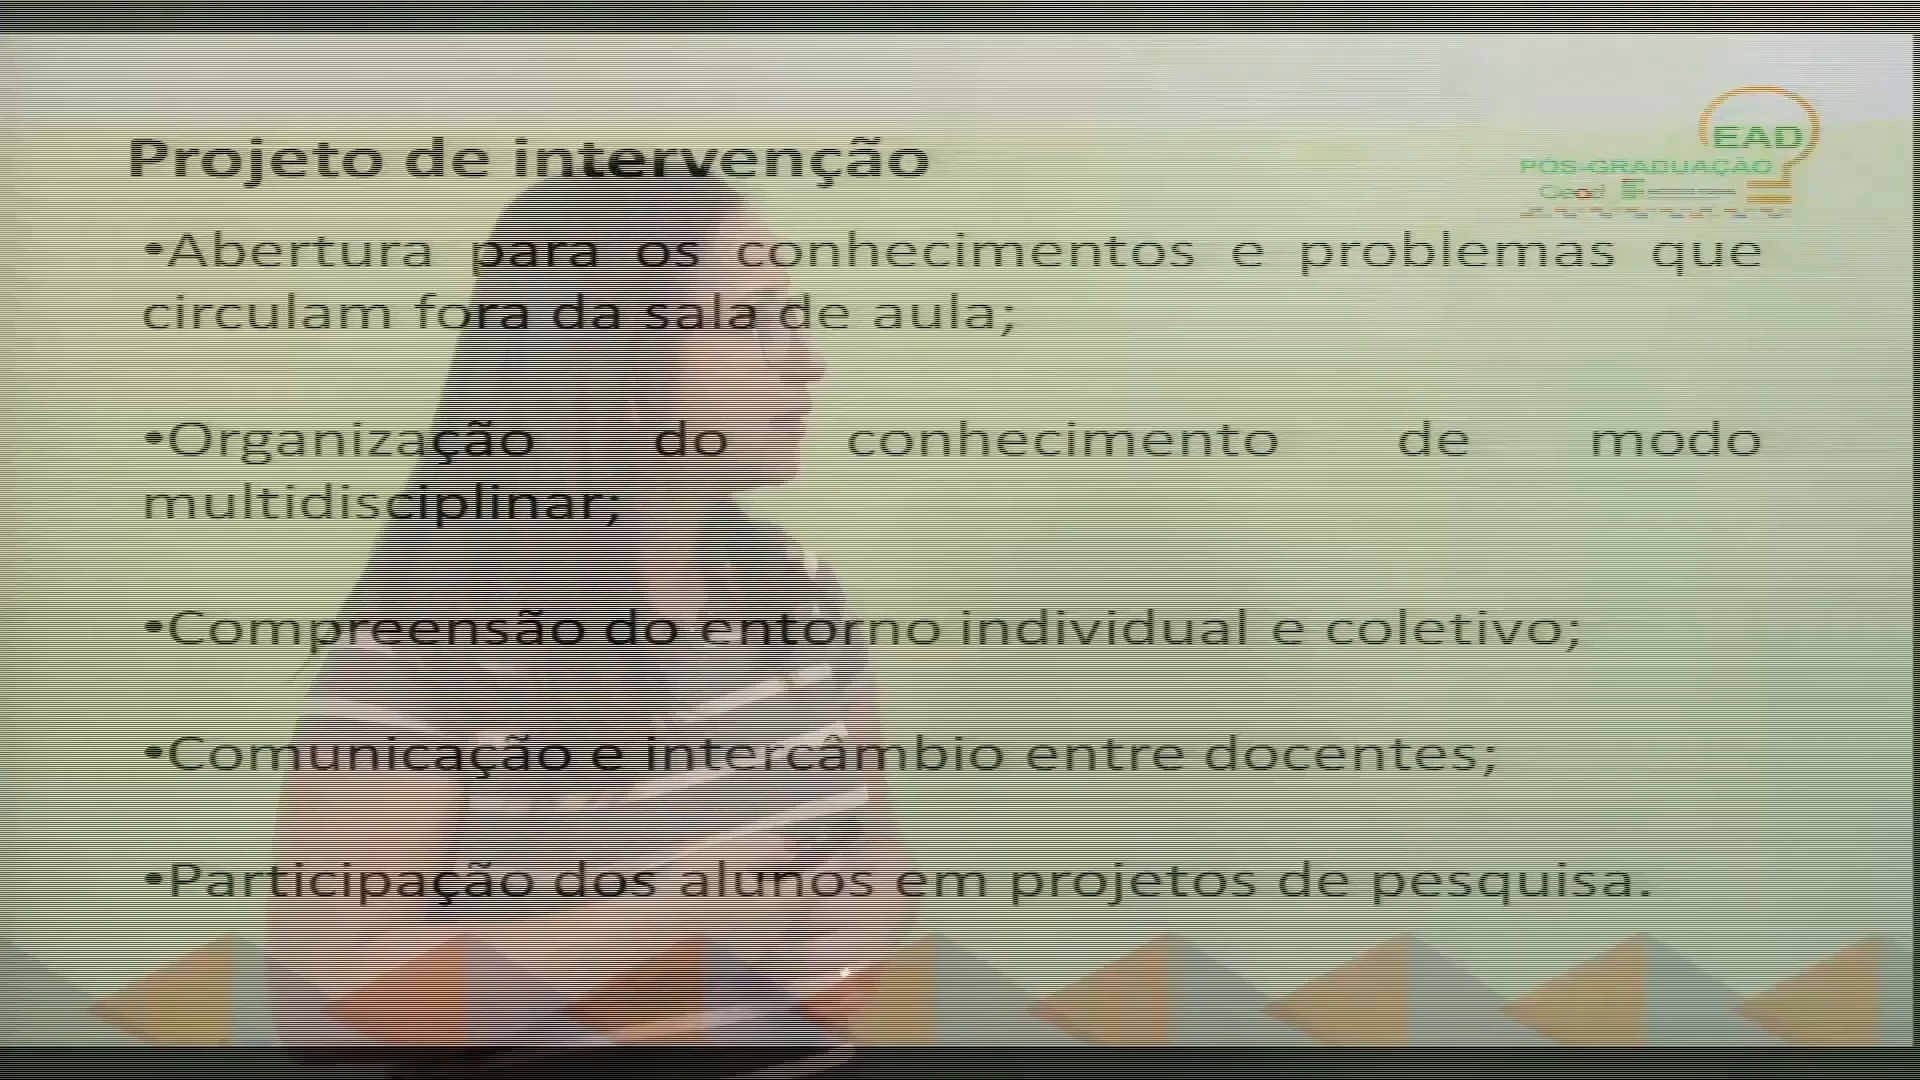 EAD
PÓS-GRADUAÇÃO
Cead
Projeto de intervenção
•Abertura para os conhecimentos e problemas que
circulam fora da sala de aula;
•Organização do conhecimento de modo
multidisciplinar;
•Compreensão do entorno individual e coletivo;
•Comunicação e intercâmbio entre docentes;
•Participação dos alunos em projetos de pesquisa.